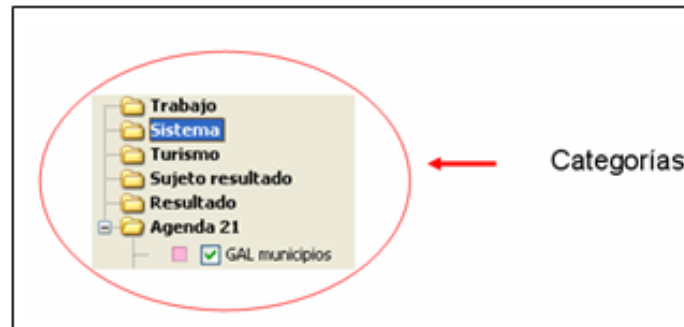 Trabajo
Sistema
Turismo
Sujeto resultado
Resultado
Agenda 21
GAL municipios
Categorías